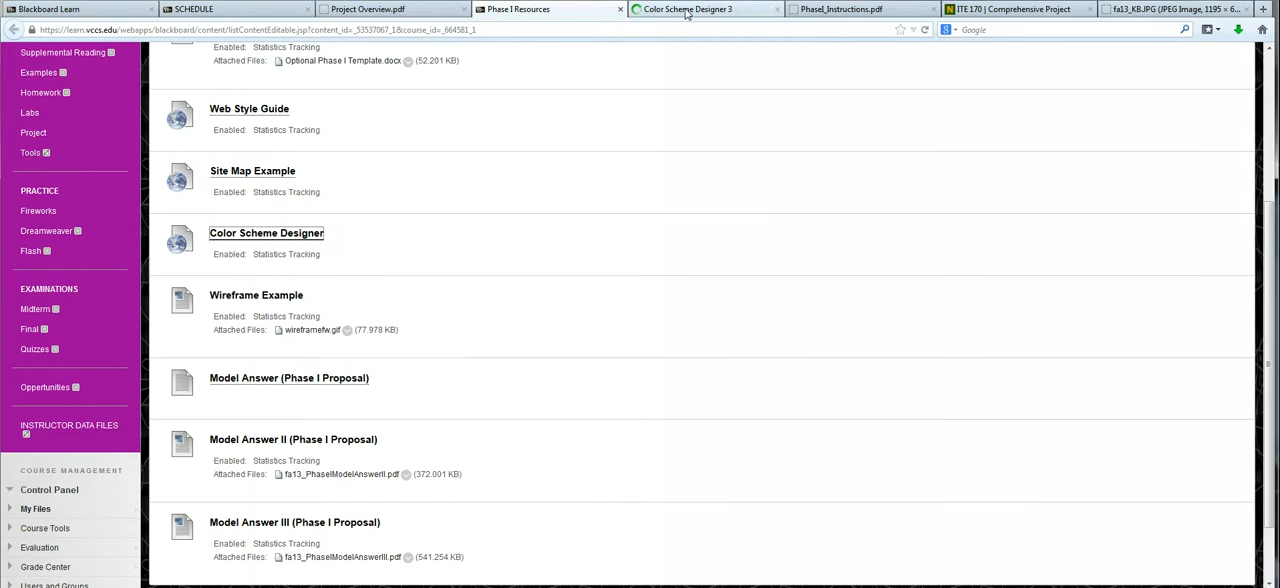 Blackboard Learn
SCHEDULE
Project Overview.pdf
Phase I Resources
Color Scheme Designer 3
PhaseI_Instructions.pdf
ITE 170 | Comprehensive Project
fa13_KB.JPG (JPEG Image, 1195 × 6...
https://learn.vccs.edu/webapps/blackboard/content/listContentEditable.jsp?content_id=_53537067_1&course_id=_664581_1
Google
Supplemental Reading
Examples
Homework
Labs
Project
Tools
PRACTICE
Fireworks
Dreamweaver
Flash
EXAMINATIONS
Midterm
Final
Quizzes
Oppertunities
INSTRUCTOR DATA FILES
COURSE MANAGEMENT
Control Panel
My Files
Course Tools
Evaluation
Grade Center
Users and Groups
Enabled: Statistics Tracking
Attached Files: Optional Phase I Template.docx (52.201 KB)
Web Style Guide
Enabled: Statistics Tracking
Site Map Example
Enabled: Statistics Tracking
Color Scheme Designer
Enabled: Statistics Tracking
Wireframe Example
Enabled: Statistics Tracking
Attached Files: wireframefw.gif (77.978 KB)
Model Answer (Phase I Proposal)
Model Answer II (Phase I Proposal)
Enabled: Statistics Tracking
Attached Files: fa13_PhaseIModelAnswerII.pdf (372.001 KB)
Model Answer III (Phase I Proposal)
Enabled: Statistics Tracking
Attached Files: fa13_PhaseIModelAnswerIII.pdf (541.254 KB)